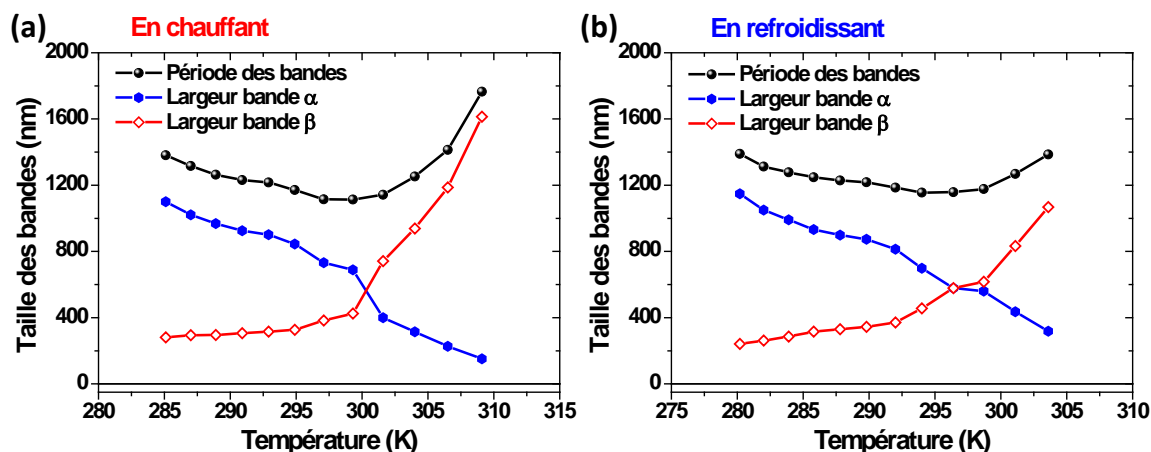 (a) En chauffant
2000
1600
1200
800
400
0
Taille des bandes (nm)
Période des bandes
Largeur bande α
Largeur bande β
280 285 290 295 300 305 310 315
Température (K)
(b) En refroidissant
2000
1600
1200
800
400
0
Taille des bandes (nm)
Période des bandes
Largeur bande α
Largeur bande β
275 280 285 290 295 300 305 310
Température (K)